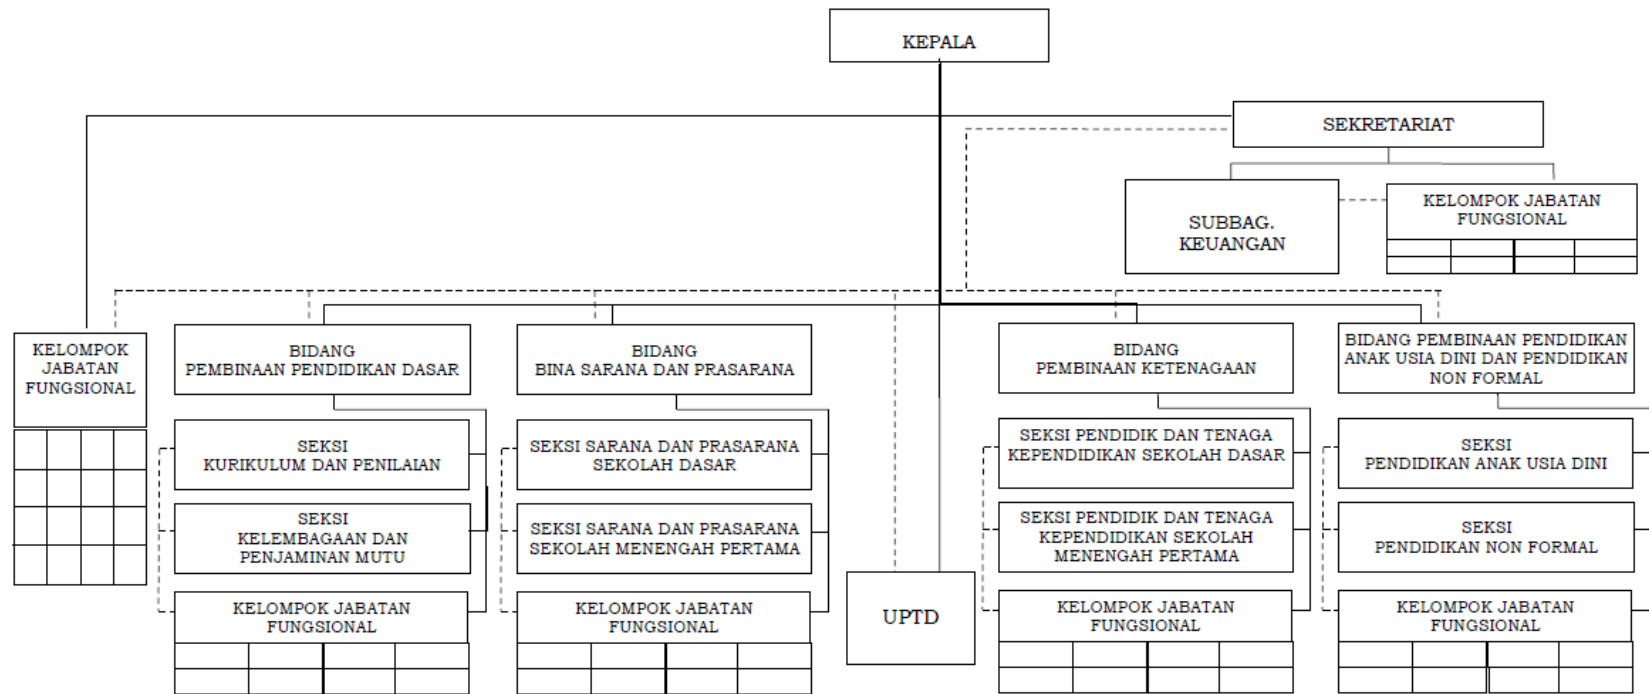 KEPALA
SEKRETARIAT
SUBBAG.
KEUANGAN
KELOMPOK JABATAN
FUNGSIONAL
KELOMPOK
JABATAN
FUNGSIONAL
BIDANG
PEMBINAAN PENDIDIKAN DASAR
SEKSI
KURIKULUM DAN PENILAIAN
SEKSI
KELEMBAGAAN DAN
PENJAMINAN MUTU
KELOMPOK JABATAN
FUNGSIONAL
BIDANG
BINA SARANA DAN PRASARANA
SEKSI SARANA DAN PRASARANA
SEKOLAH DASAR
SEKSI SARANA DAN PRASARANA
SEKOLAH MENENGAH PERTAMA
KELOMPOK JABATAN
FUNGSIONAL
UPTD
BIDANG
PEMBINAAN KETENAGAAN
SEKSI PENDIDIK DAN TENAGA
KEPENDIDIKAN SEKOLAH DASAR
SEKSI PENDIDIK DAN TENAGA
KEPENDIDIKAN SEKOLAH
MENENGAH PERTAMA
KELOMPOK JABATAN
FUNGSIONAL
BIDANG PEMBINAAN PENDIDIKAN
ANAK USIA DINI DAN PENDIDIKAN
NON FORMAL
SEKSI
PENDIDIKAN ANAK USIA DINI
SEKSI
PENDIDIKAN NON FORMAL
KELOMPOK JABATAN
FUNGSIONAL